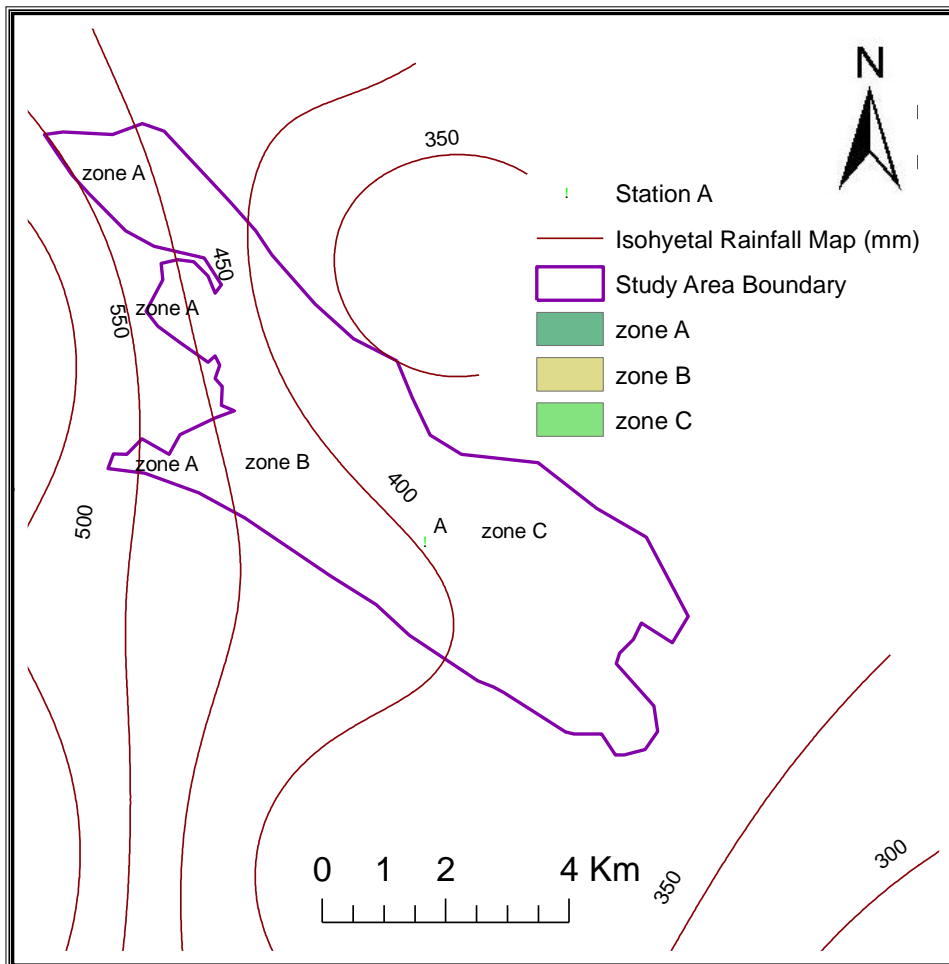 N
350
zone A
Station A
Isohyetal Rainfall Map (mm)
450
Study Area Boundary
zone A
550
zone A
zone B
zone C
zone A
zone B
400
A
zone C
500
0 1 2 4 Km
350
300